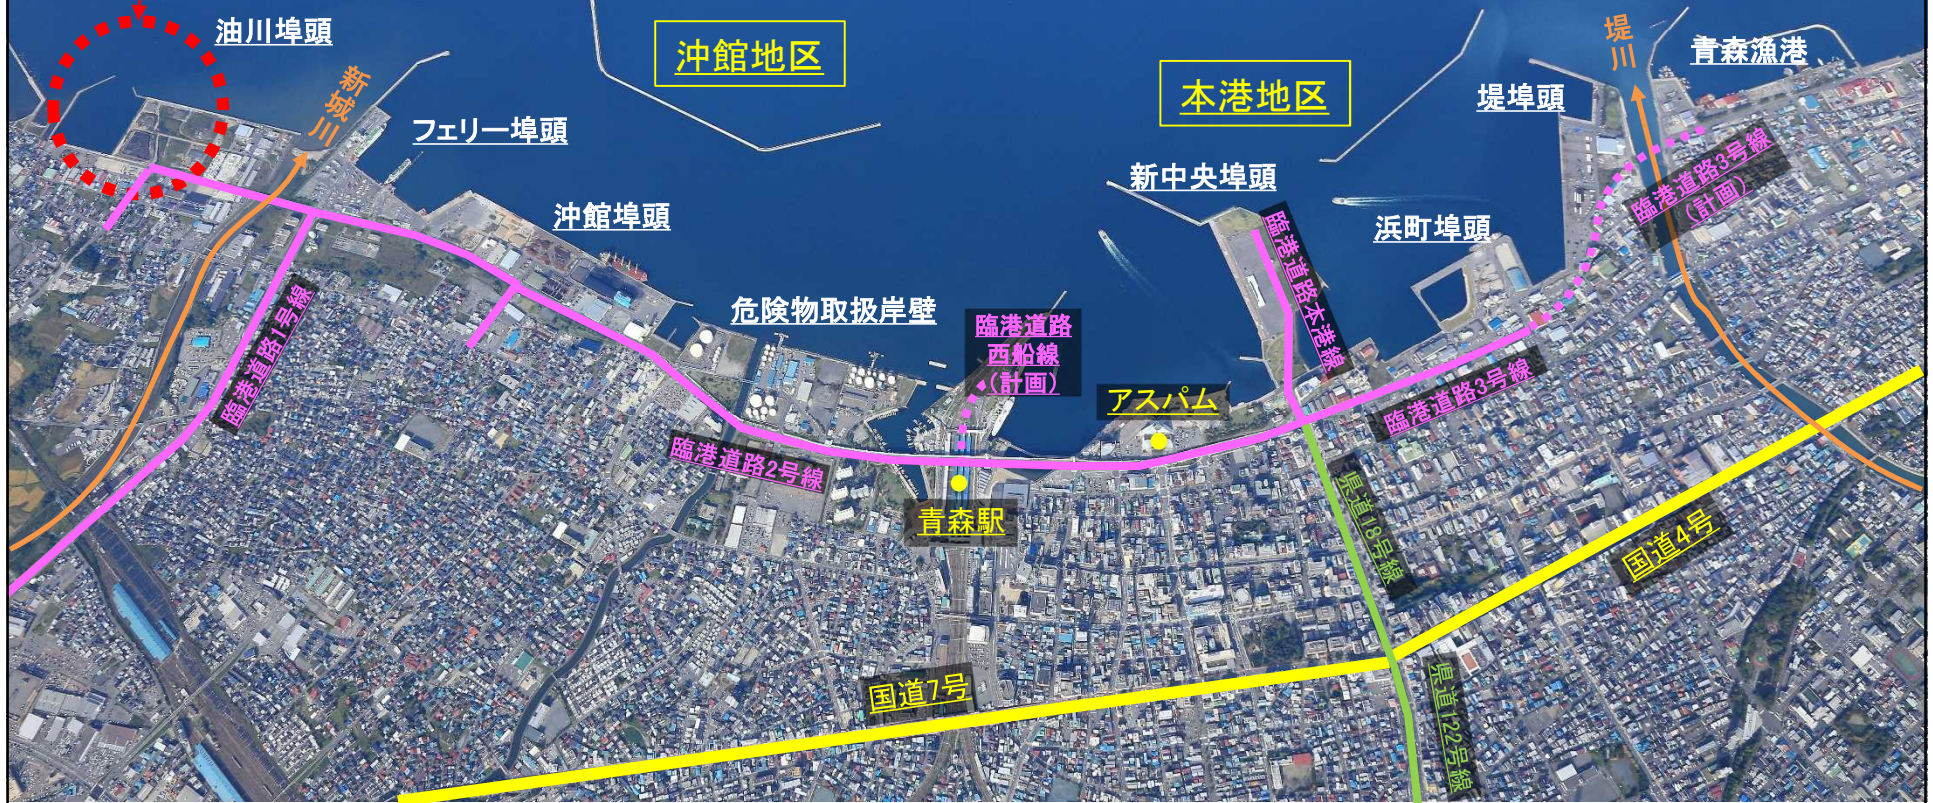 油川埠頭
新城川
沖館地区
本港地区
堤川
青森漁港
堤埠頭
フェリー埠頭
新中央埠頭
臨港道路3号線
(計画)
沖館埠頭
浜町埠頭
臨港道路本港線
危険物取扱岸壁
臨港道路
西船線
(計画)
臨港道路1号線
アスパム
臨港道路3号線
臨港道路2号線
青森駅
県道18号線
国道4号
国道7号
県道122号線